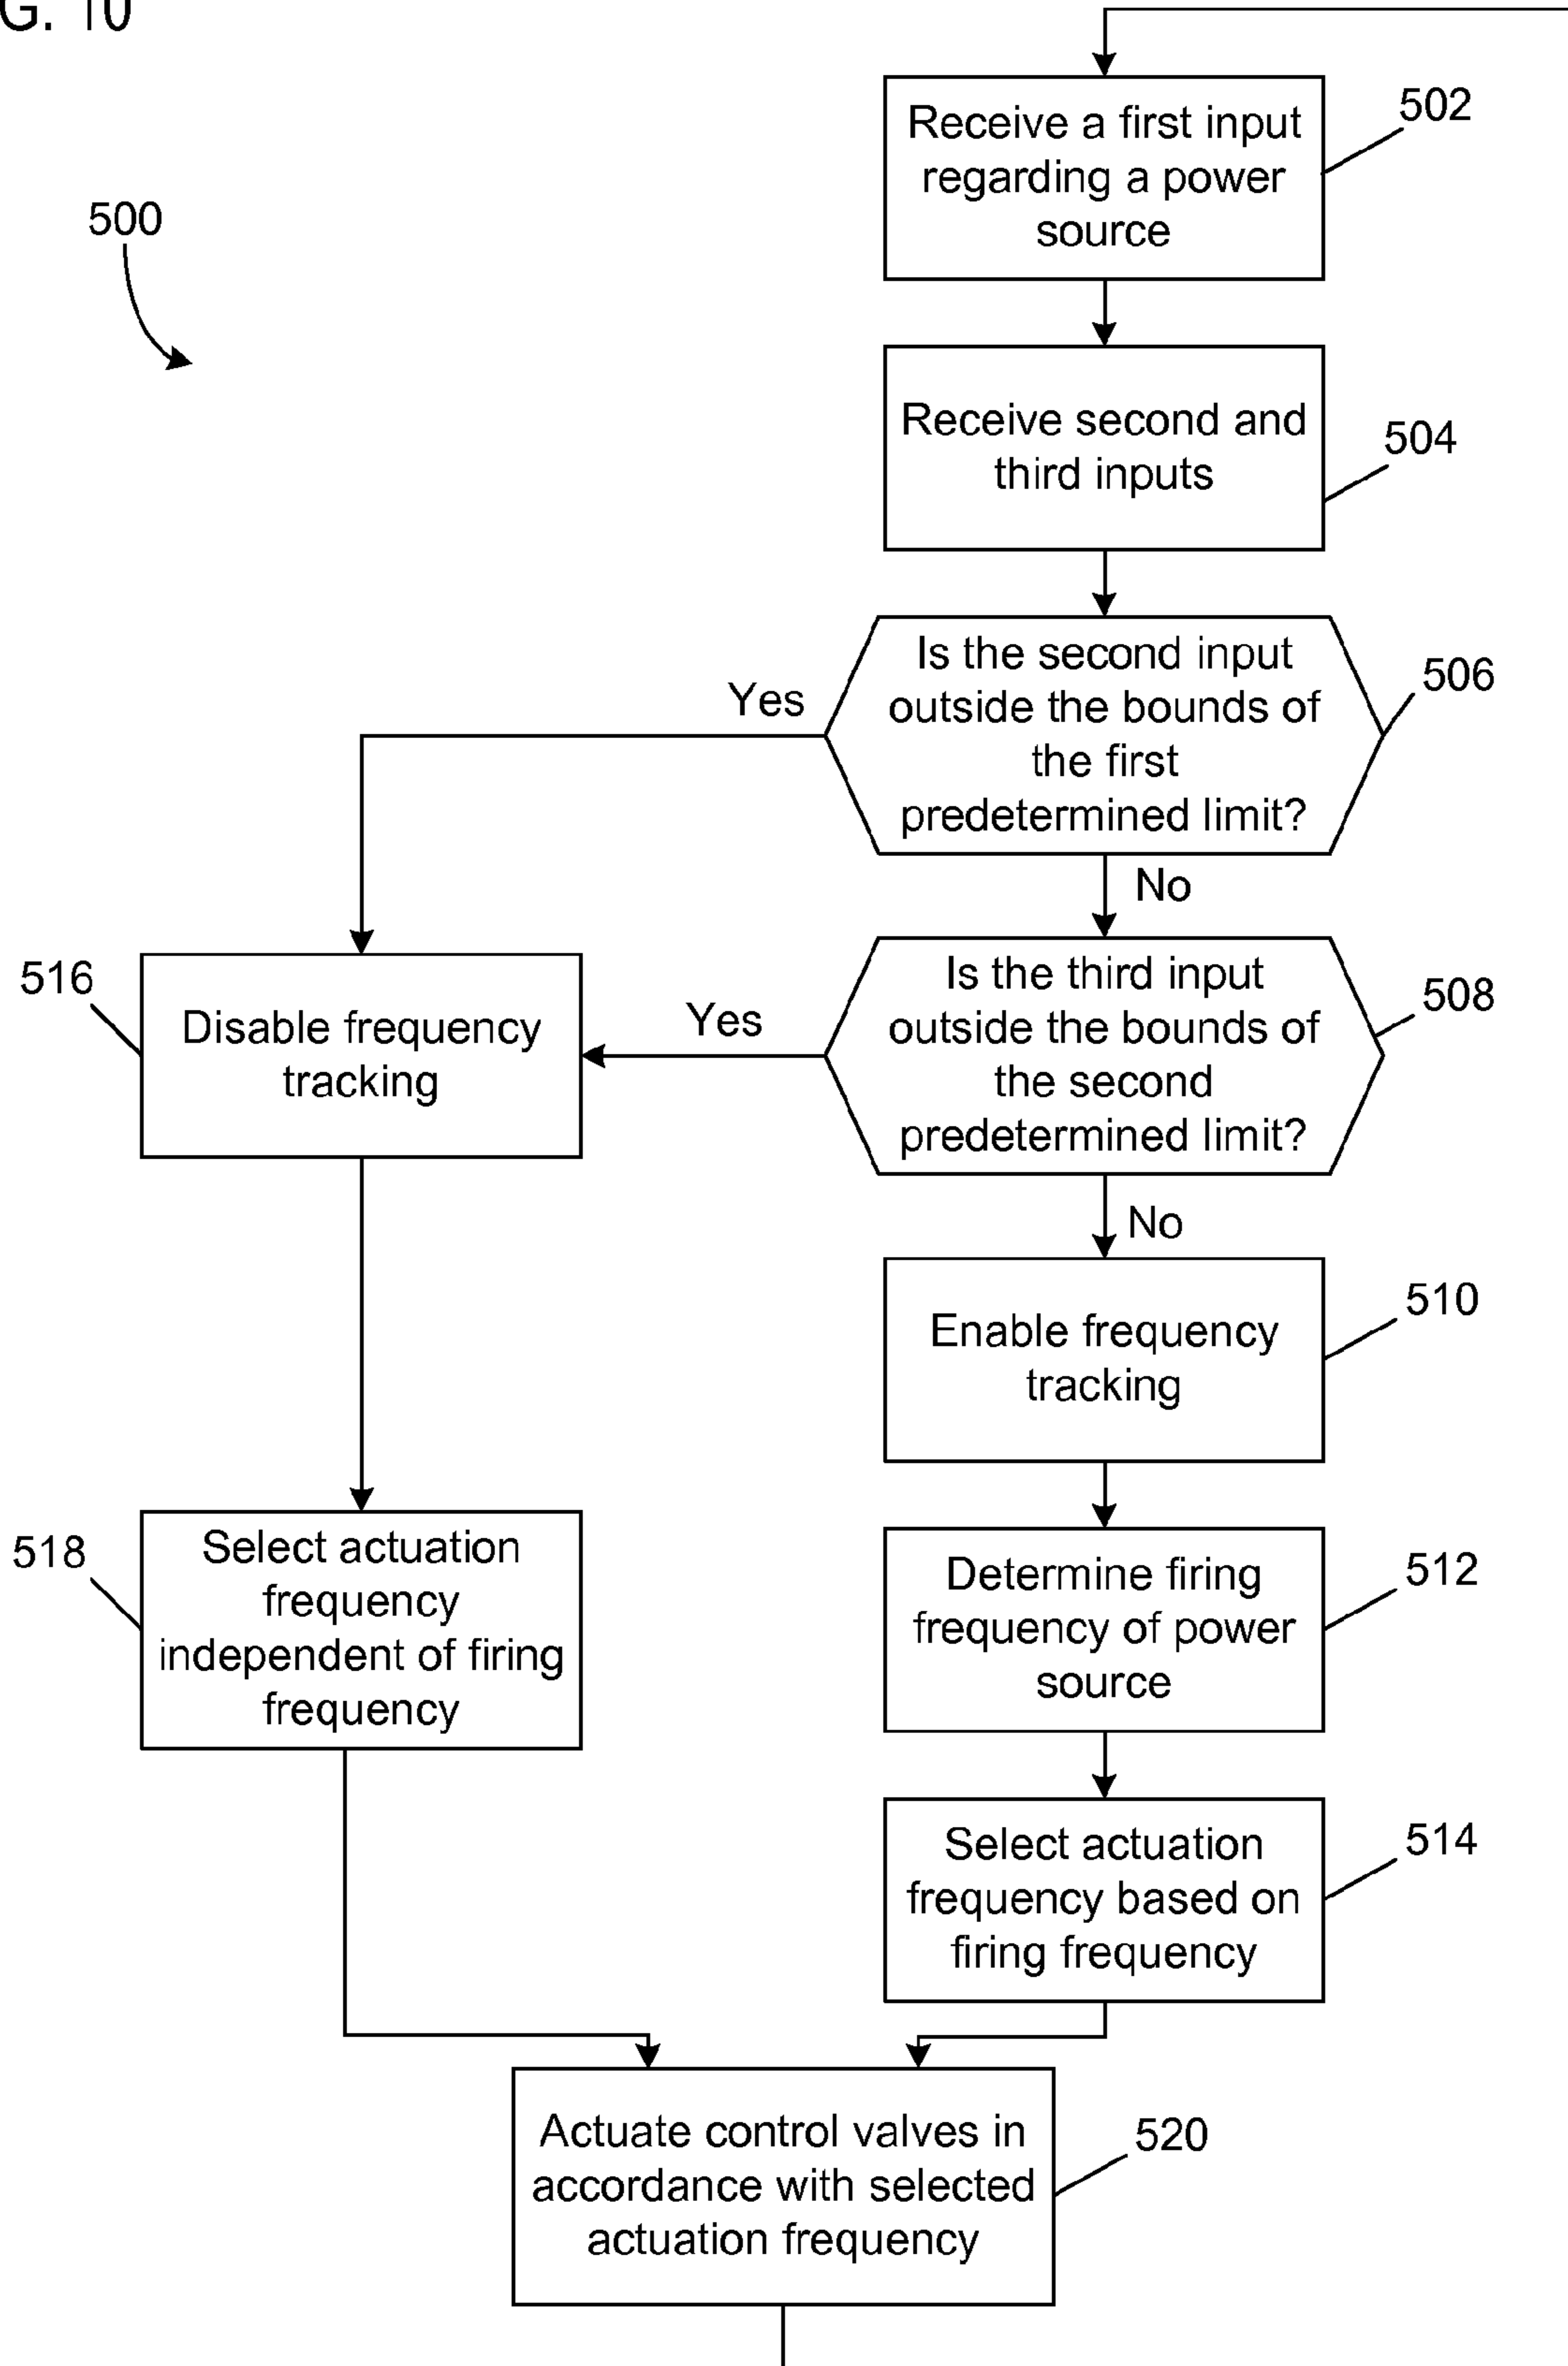 G. 10
500
Receive a first input
regarding a power
source
502
Receive second and
third inputs
504
Is the second input
outside the bounds of
the first
predetermined limit?
506
Yes
No
Is the third input
outside the bounds of
the second
predetermined limit?
508
Yes
No
516
Disable frequency
tracking
Enable frequency
tracking
510
518
Select actuation
frequency
independent of firing
frequency
Determine firing
frequency of power
source
512
Select actuation
frequency based on
firing frequency
514
Actuate control valves in
accordance with selected
actuation frequency
520